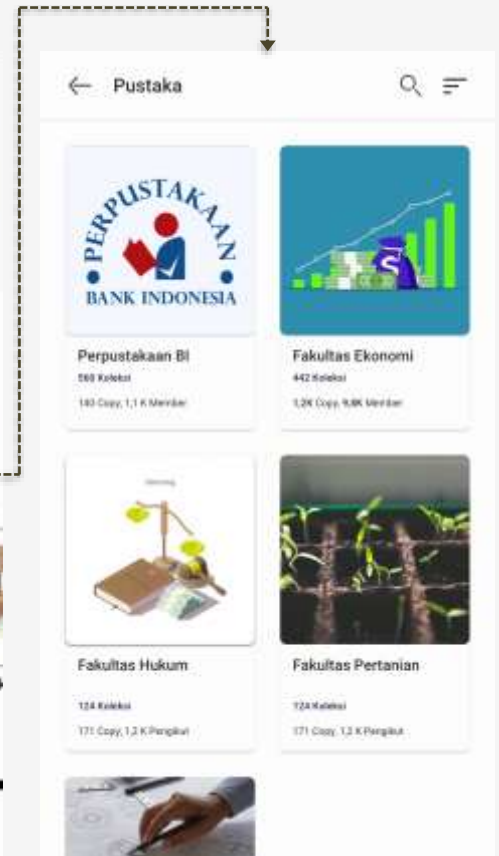 Pustaka
PERPUSTAKAAN
BANK INDONESIA
Perpustakaan BI
560 Koleksi
140 Copy, 1,1 K Member
Fakultas Ekonomi
442 Koleksi
1,2K Copy, 9,8K Member
Fakultas Hukum
124 Koleksi
171 Copy, 1,2 K Pengikut
Fakultas Pertanian
124 Koleksi
171 Copy, 1,2 K Pengikut